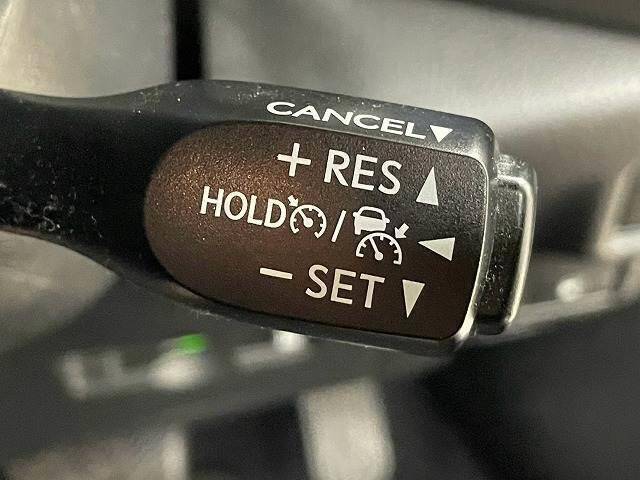 CANCEL▼
+ RES ▲
HOLD / ◀
− SET ▼